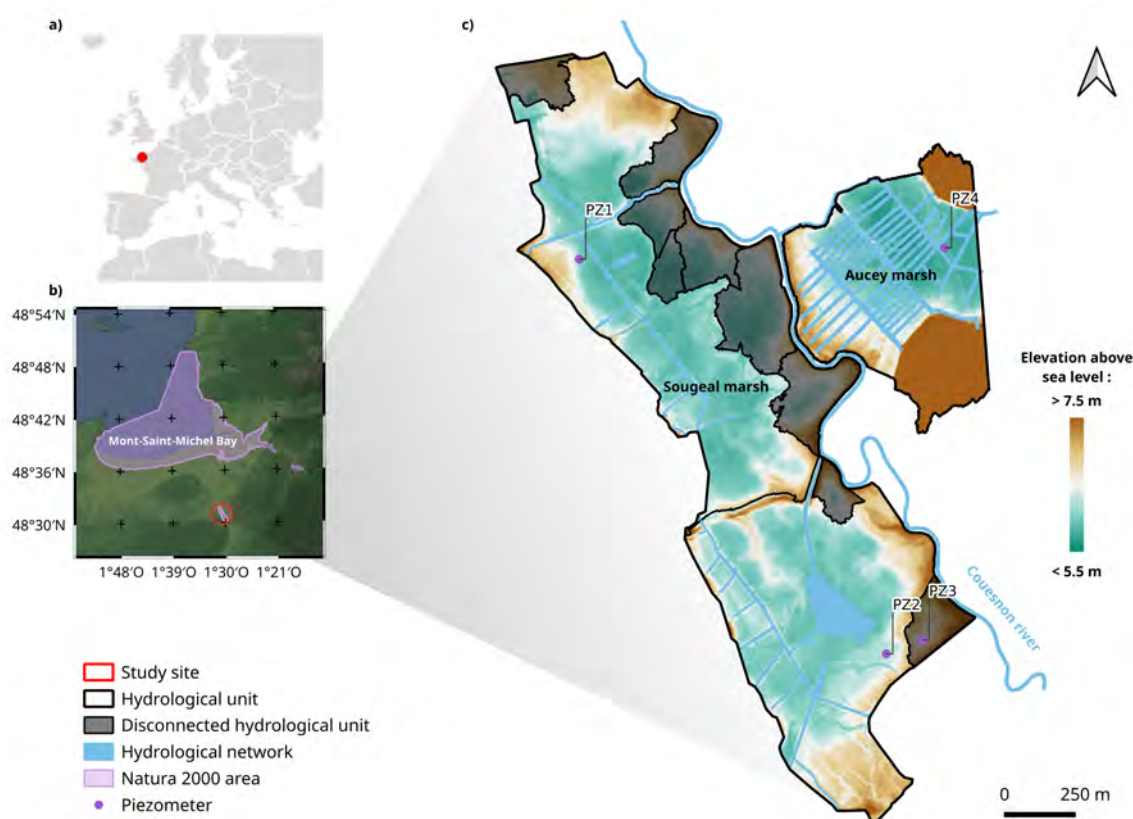 a)
b)
48°54′N
48°48′N
48°42′N
48°36′N
48°30′N
Mont-Saint-Michel Bay
1°48′O 1°39′O 1°30′O 1°21′O
Study site
Hydrological unit
Disconnected hydrological unit
Hydrological network
Natura 2000 area
Piezometer
c)
PZ1
PZ4
Aucey marsh
Sougeal marsh
PZ2
PZ3
Couesnon river
Elevation above
sea level :
> 7.5 m
< 5.5 m
0 250 m